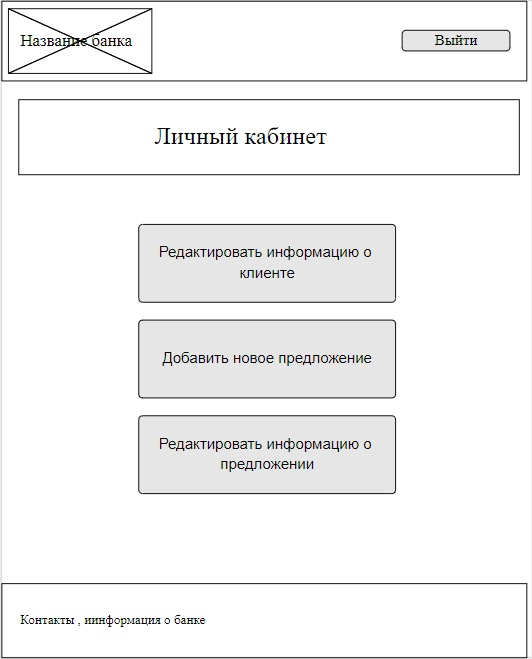 Название банка
Выйти
Личный кабинет
Редактировать информацию о
клиенте
Добавить новое предложение
Редактировать информацию о
предложении
Контакты , иинформация о банке